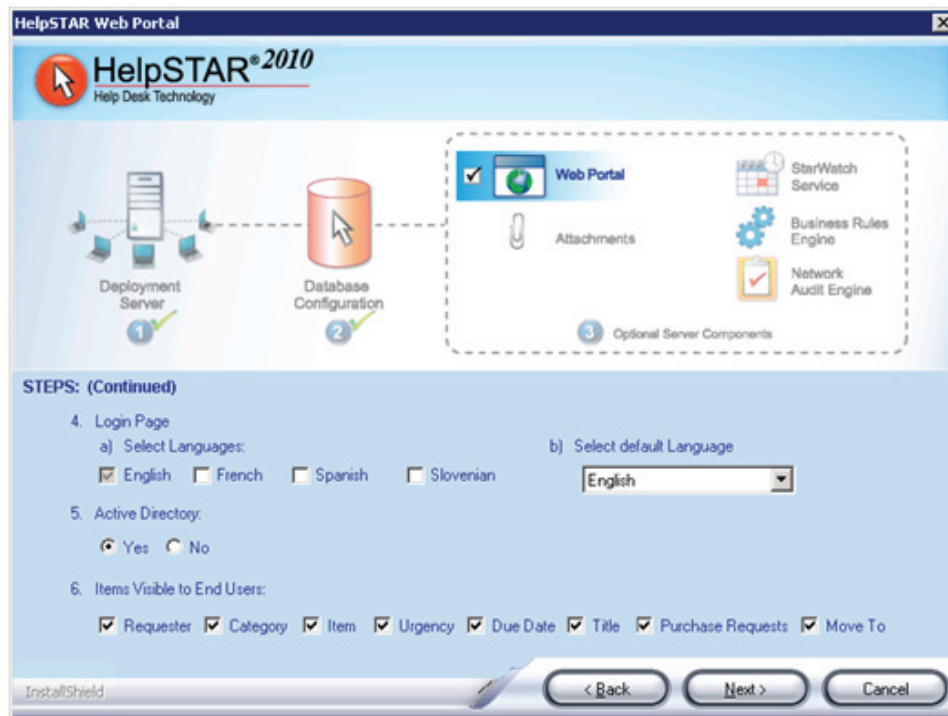 HelpSTAR Web Portal
HelpSTAR® 2010
Help Desk Technology
Web Portal
Attachments
StarWatch
Service
Business Rules
Engine
Network
Audit Engine
Deployment
Server
1
Database
Configuration
2
3 Optional Server Components
STEPS: (Continued)
4. Login Page
a) Select Languages:
b) Select default Language
English French Spanish Slovenian
English
5. Active Directory:
Yes No
6. Items Visible to End Users:
Requester Category Item Urgency Due Date Title Purchase Requests Move To
InstallShield
< Back Next > Cancel